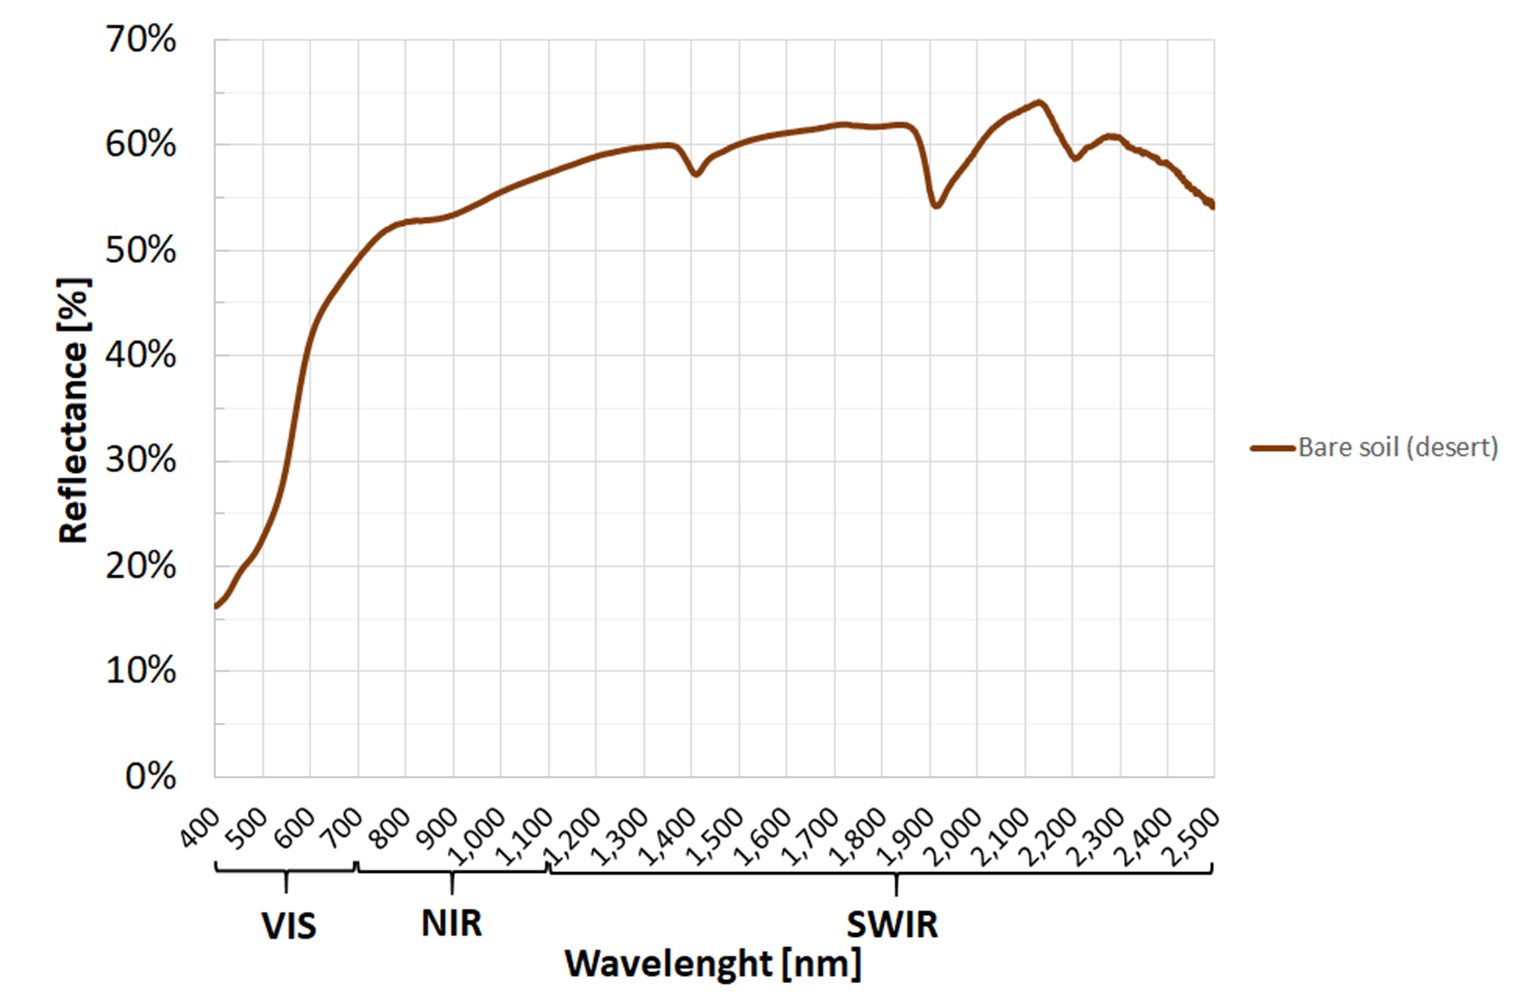 70%
60%
50%
40%
30%
20%
10%
0%
Reflectance [%]
Bare soil (desert)
400 500 600 700 800 900 1,000 1,100 1,200 1,300 1,400 1,500 1,600 1,700 1,800 1,900 2,000 2,100 2,200 2,300 2,400 2,500
VIS NIR SWIR
Wavelenght [nm]